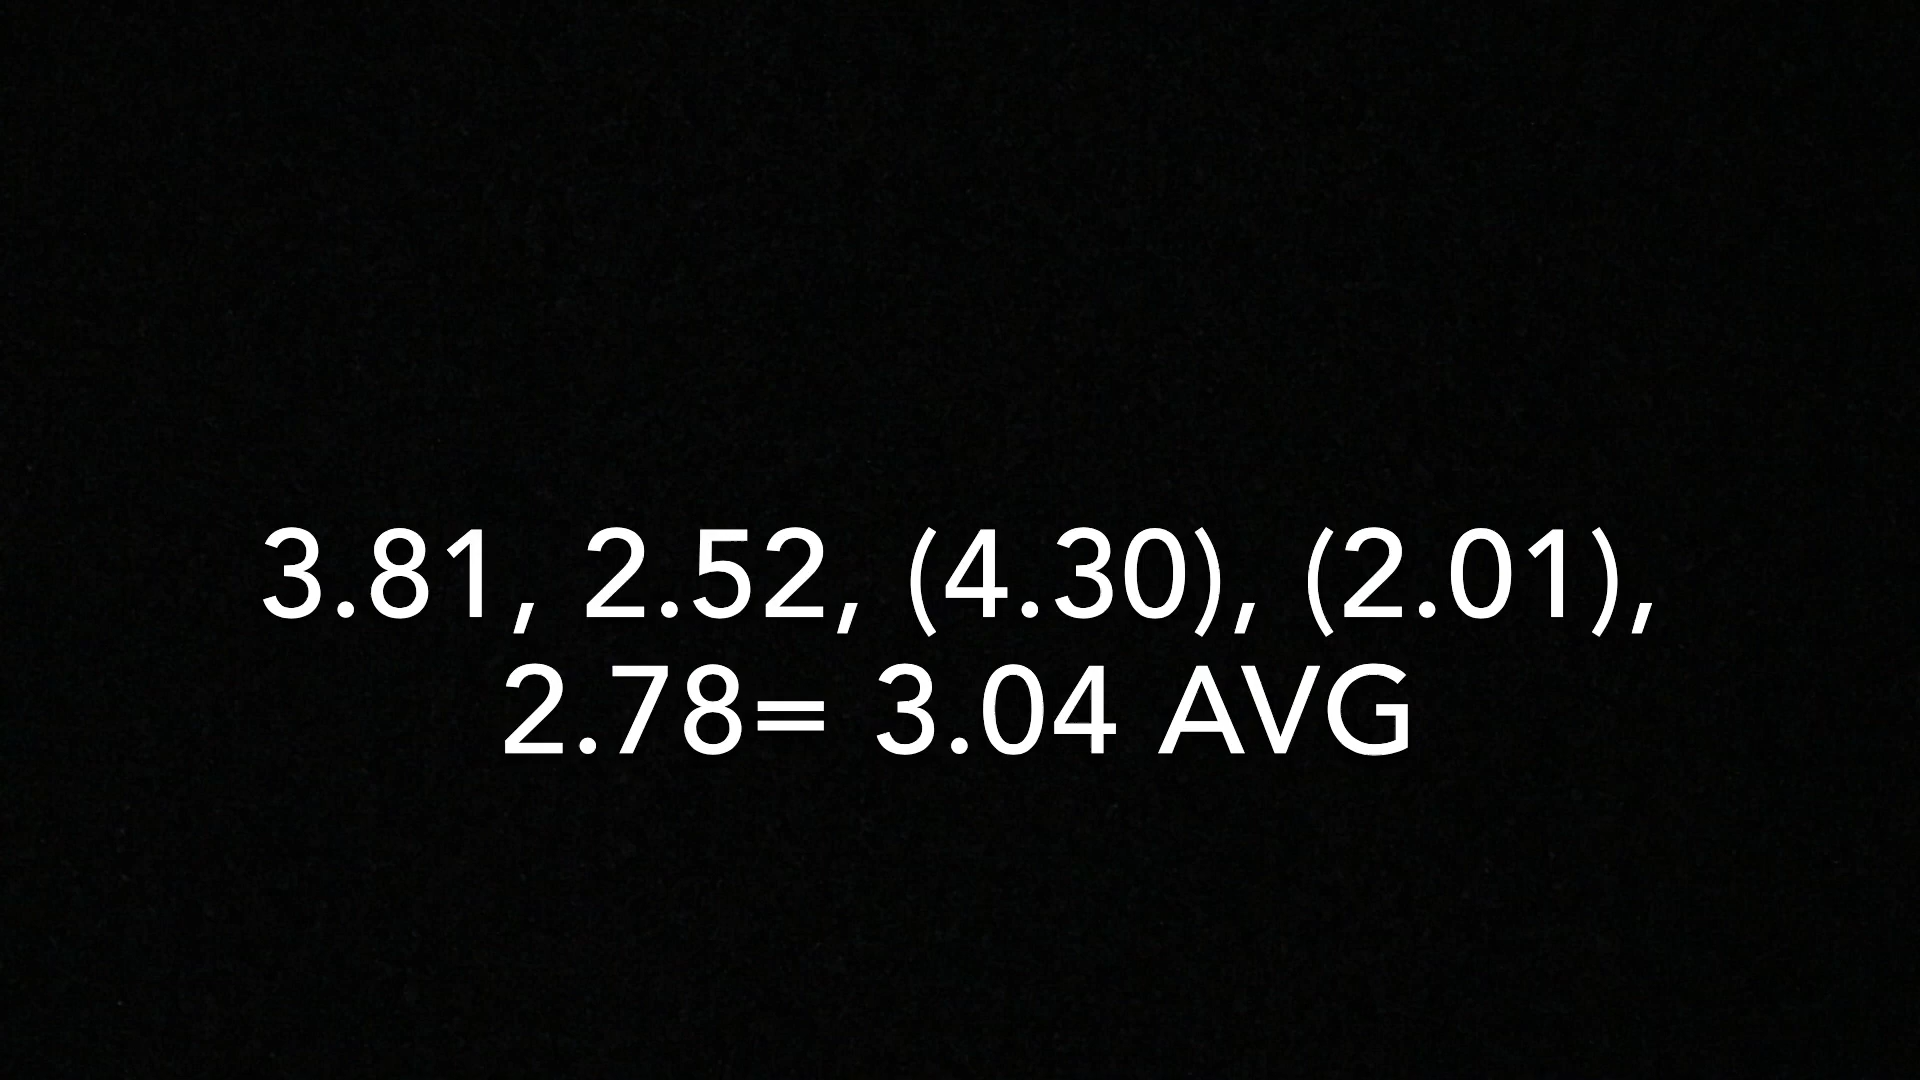 3.81, 2.52, (4.30), (2.01),
2.78= 3.04 AVG